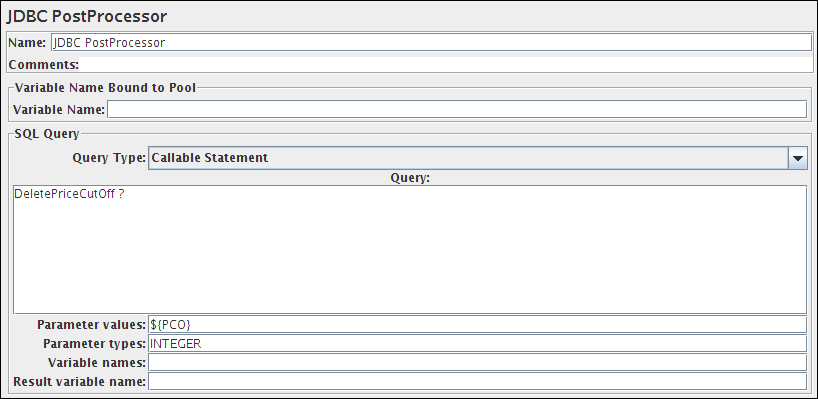 JDBC PostProcessor
Name: JDBC PostProcessor
Comments:
Variable Name Bound to Pool
Variable Name:
SQL Query
Query Type: Callable Statement
Query:
DeletePriceCutOff ?
Parameter values: ${PCO}
Parameter types: INTEGER
Variable names:
Result variable name: